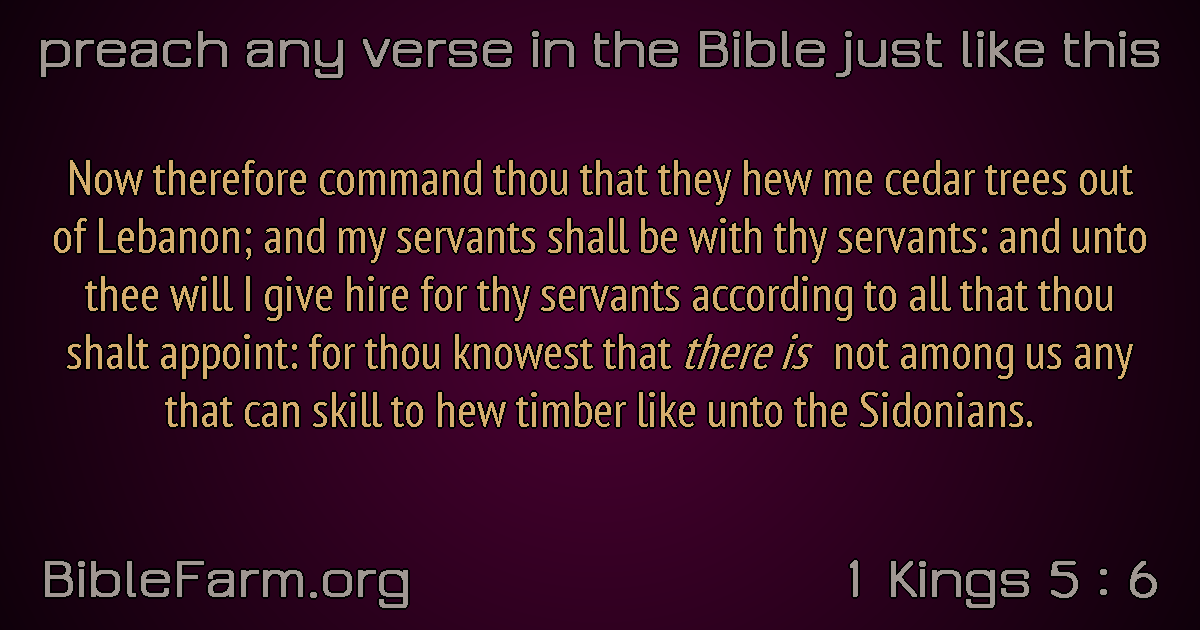 preach any verse in the Bible just like this
Now therefore command thou that they hew me cedar trees out
of Lebanon; and my servants shall be with thy servants: and unto
thee will I give hire for thy servants according to all that thou
shalt appoint: for thou knowest that there is not among us any
that can skill to hew timber like unto the Sidonians.
BibleFarm.org
1 Kings 5 : 6